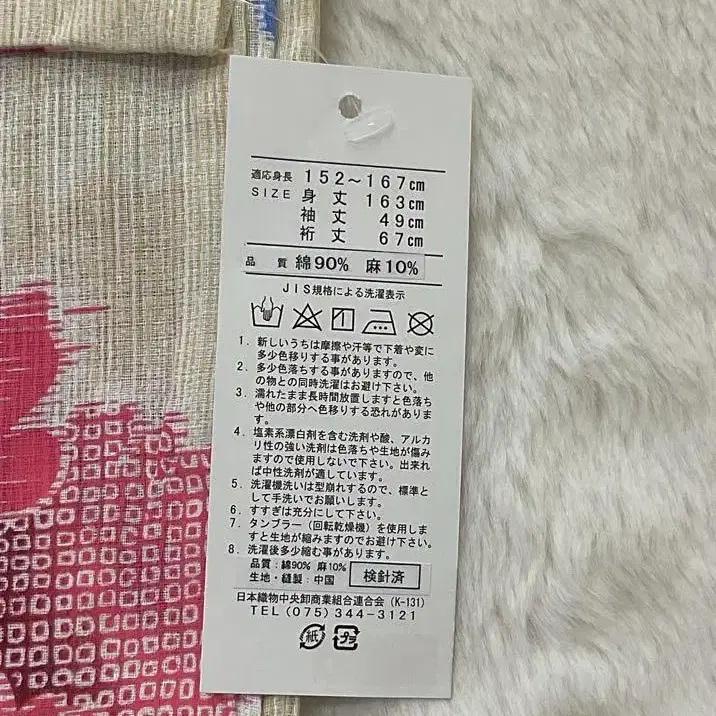 適応身長 152~167cm
SIZE 身丈 163cm
袖丈 49cm
裄丈 67cm
品質 綿90% 麻10%
JIS規格による洗濯表示
1. 新しいうちは摩擦や汗等で下着や変に
多少色移りする事があります。
2. 多少色落ちする事がありますので、他
の物との同時洗濯はお避け下さい。
3. 濡れたまま長時間放置しますと色落ち
や他の部分へ色移りする恐れがありま
す。
4. 塩素系漂白剤を含む洗剤や酸、アルカ
リ性の強い洗剤は色落ちや生地が傷み
ますので使用しないで下さい。出来れ
ば中性洗剤が適しています。
5. 洗濯機洗いは型崩れするので、標準と
して手洗いでお願いします。
6. すすぎは充分にして下さい。
7. タンブラー(回転乾燥機)を使用しま
すと生地が縮みますのでお避け下さい。
8. 洗濯後多少縮む事があります。
品質:綿90% 麻10%
生地・縫製:中国 検針済
日本織物中央卸商業組合連合会(K-131)
TEL(075)344-3121
紙 プラ